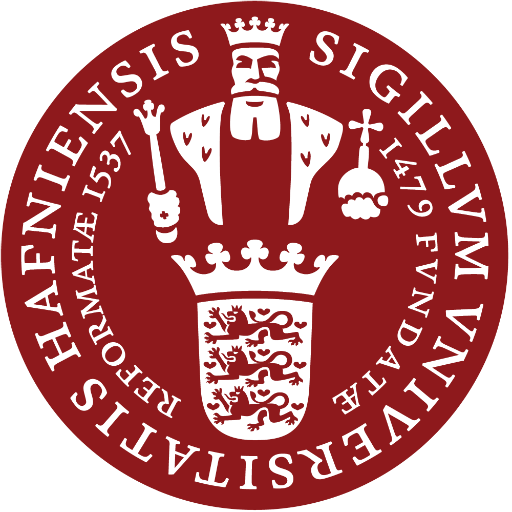 SIGILLVM VNIVERSITATIS HAFNIENSIS
1479 FVNDATÆ
REFORMATÆ 1537